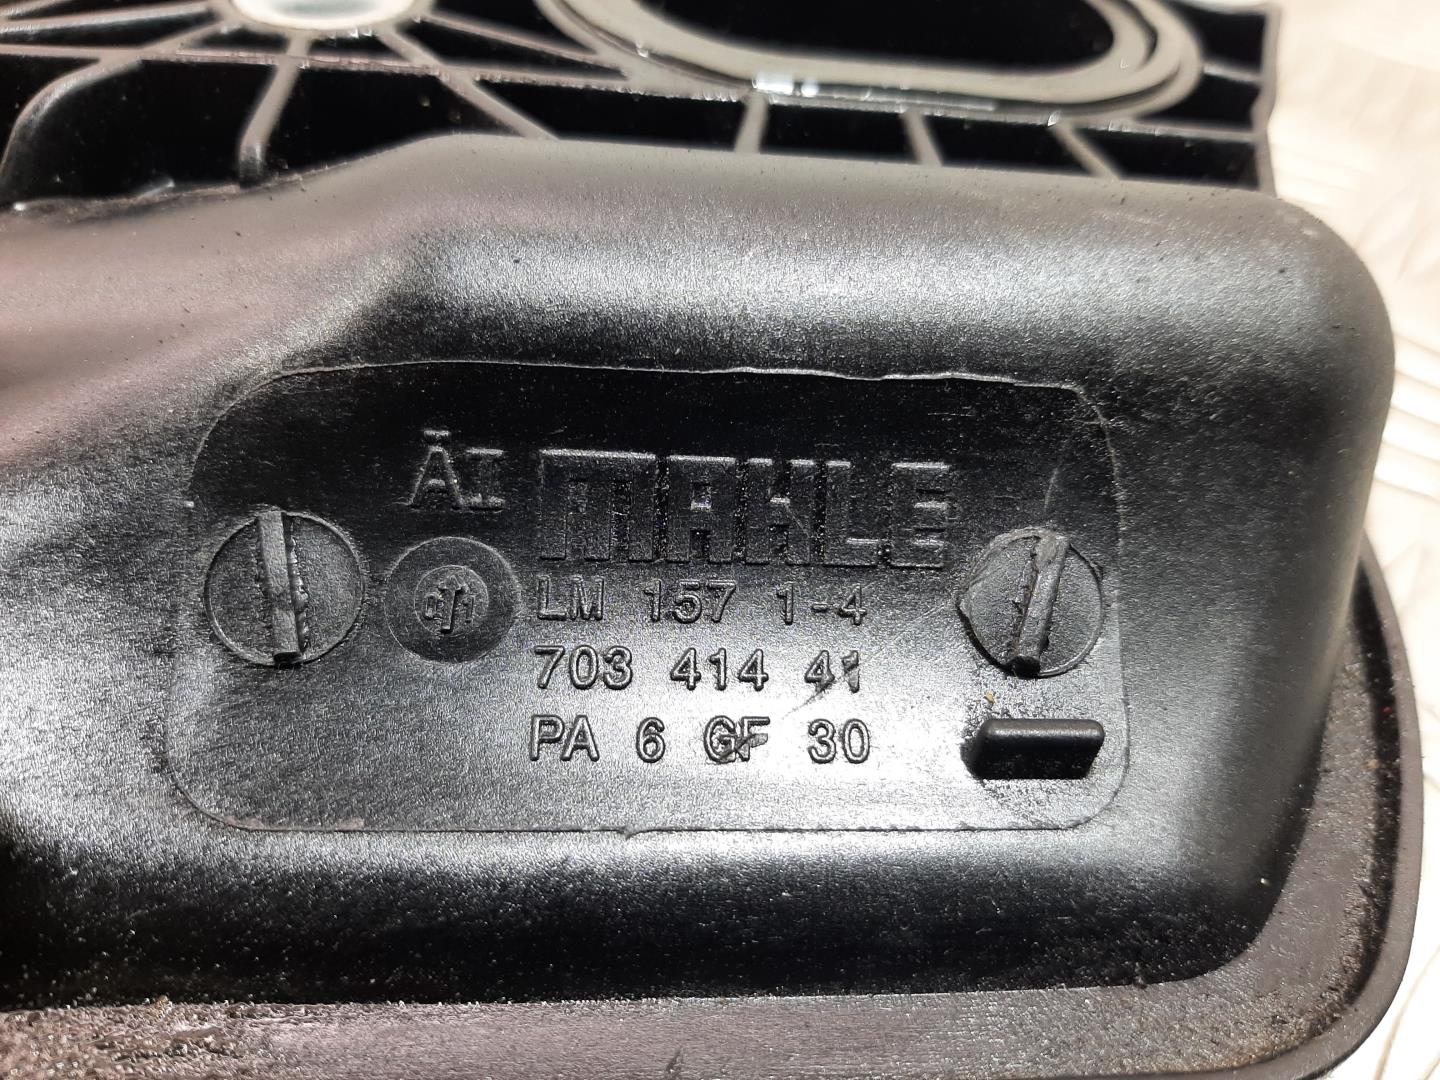 ÄI MAHLE
LM 157 1-4
703 414 41
PA 6 GF 30